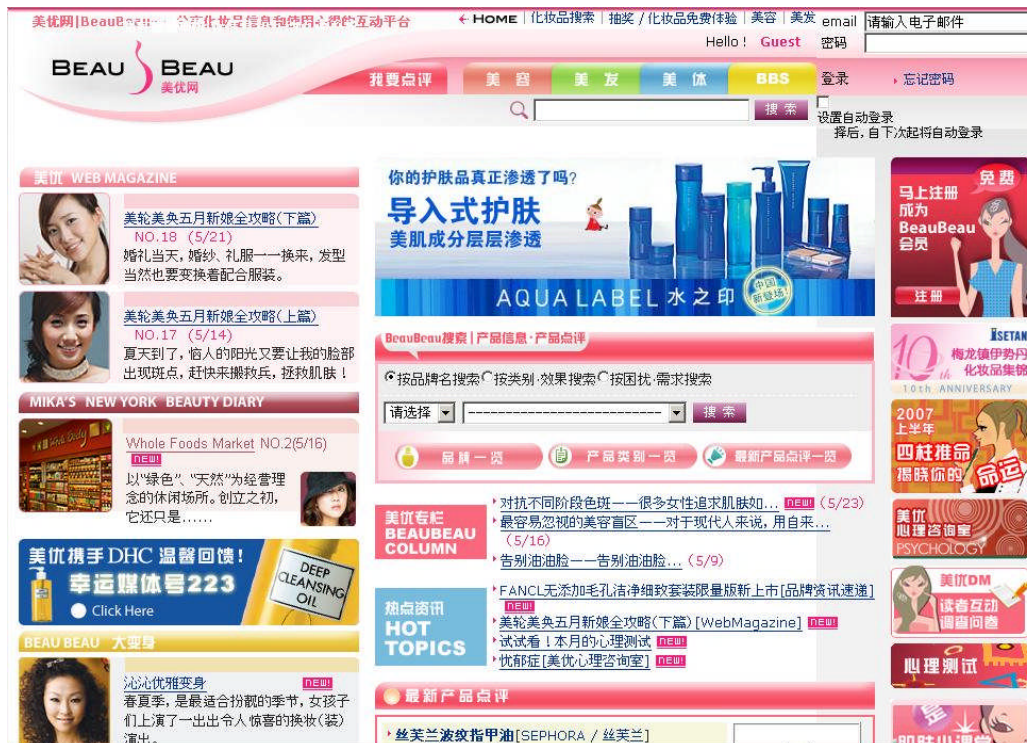 美优网|BeauBeau
化妆品信息和使用心得的互动平台
HOME | 化妆品搜索 | 抽奖 / 化妆品免费体验 | 美容 | 美发
email 请输入电子邮件
Hello ! Guest
密码
BEAU BEAU
美优网
我要点评
美 容
美 发
美 体
BBS
登录
忘记密码
搜 索
设置自动登录
择后，自下次起将自动登录
美优 WEB MAGAZINE
美轮美奂五月新娘全攻略(下篇)
NO.18 (5/21)
婚礼当天，婚纱、礼服一一换来，发型
当然也要变换着配合服装。
美轮美奂五月新娘全攻略(上篇)
NO.17 (5/14)
夏天到了，恼人的阳光又要让我的脸部
出现斑点，赶快来搬救兵，拯救肌肤！
MIKA'S NEW YORK BEAUTY DIARY
Whole Foods Market NO.2(5/16)
NEW!
以“绿色”、“天然”为经营理
念的休闲场所。创立之初，
它还只是……
美优携手DHC 温馨回馈！
幸运媒体号223
Click Here
DEEP
CLEANSING
OIL
BEAU BEAU 大变身
沁沁优雅变身 NEW!
春夏季，是最适合扮靓的季节，女孩子
们上演了一出出令人惊喜的换妆(装)
演出。
你的护肤品真正渗透了吗?
导入式护肤
美肌成分层层渗透
AQUA LABEL 水之印
中国
新登场!
BeauBeau搜索 | 产品信息·产品点评
按品牌名搜索 按类别·效果搜索 按困扰·需求搜索
请选择
搜 索
品牌一览
产品类别一览
最新产品点评一览
美优专栏
BEAUBEAU
COLUMN
对抗不同阶段色斑——很多女性追求肌肤如... NEW! (5/23)
最容易忽视的美容盲区——对于现代人来说，用自来...
(5/16)
告别油油脸——告别油油脸... (5/9)
热点资讯
HOT
TOPICS
FANCL无添加毛孔洁净细致套装限量版新上市[品牌资讯速递]
NEW!
美轮美奂五月新娘全攻略(下篇)[WebMagazine] NEW!
试试看！本月的心理测试 NEW!
忧郁症[美优心理咨询室] NEW!
最新产品点评
丝芙兰波纹指甲油[SEPHORA / 丝芙兰]
免费
马上注册
成为
BeauBeau
会员
注册
ISETAN
梅龙镇伊势丹
化妆品集锦
10th ANNIVERSARY
2007
上半年
四柱推命
揭晓你的命运
美优
心理咨询室
PSYCHOLOGY
美优DM
读者互动
调查问卷
心理测试